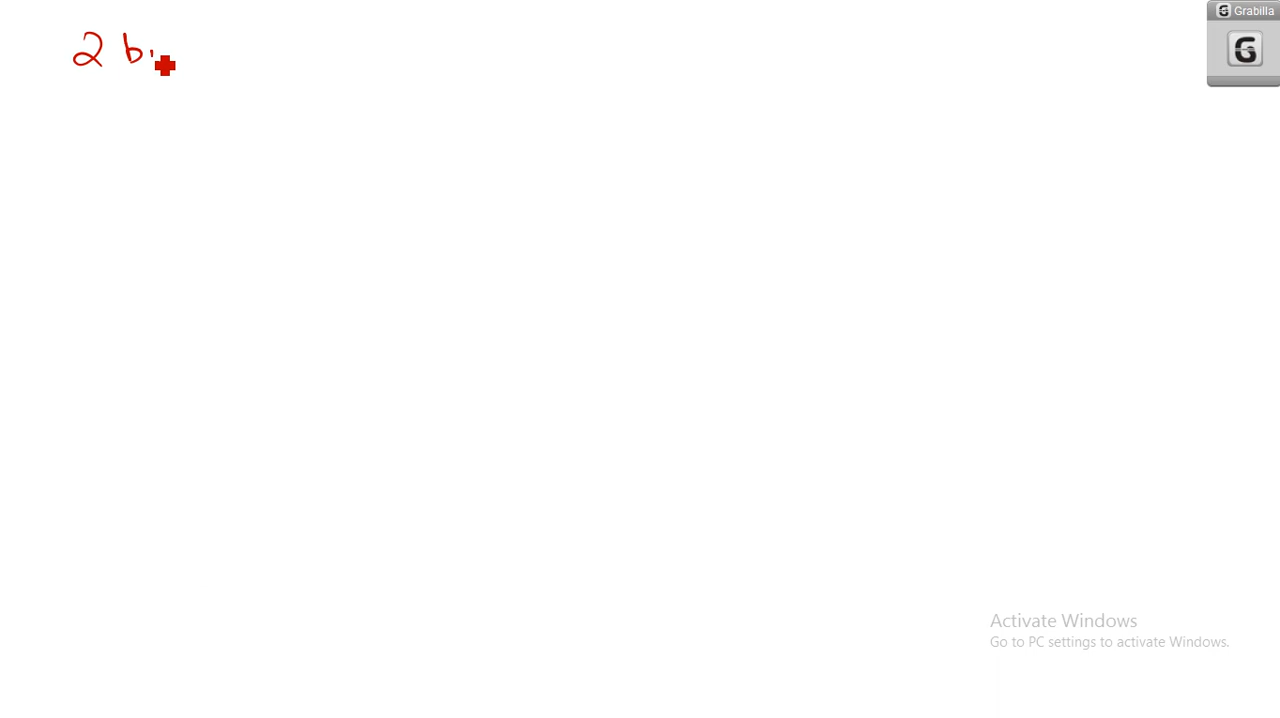 2 b
Grabilla
G
Activate Windows
Go to PC settings to activate Windows.